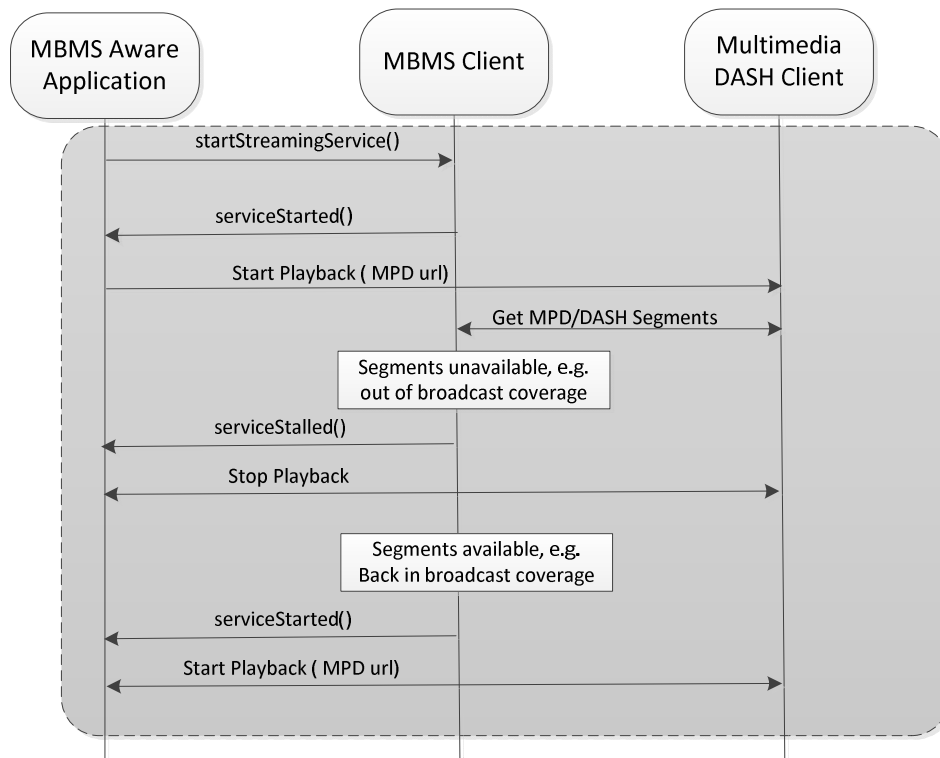 MBMS Aware
Application
MBMS Client
Multimedia
DASH Client
startStreamingService()
serviceStarted()
Start Playback ( MPD url)
Get MPD/DASH Segments
Segments unavailable, e.g.
out of broadcast coverage
serviceStalled()
Stop Playback
Segments available, e.g.
Back in broadcast coverage
serviceStarted()
Start Playback ( MPD url)